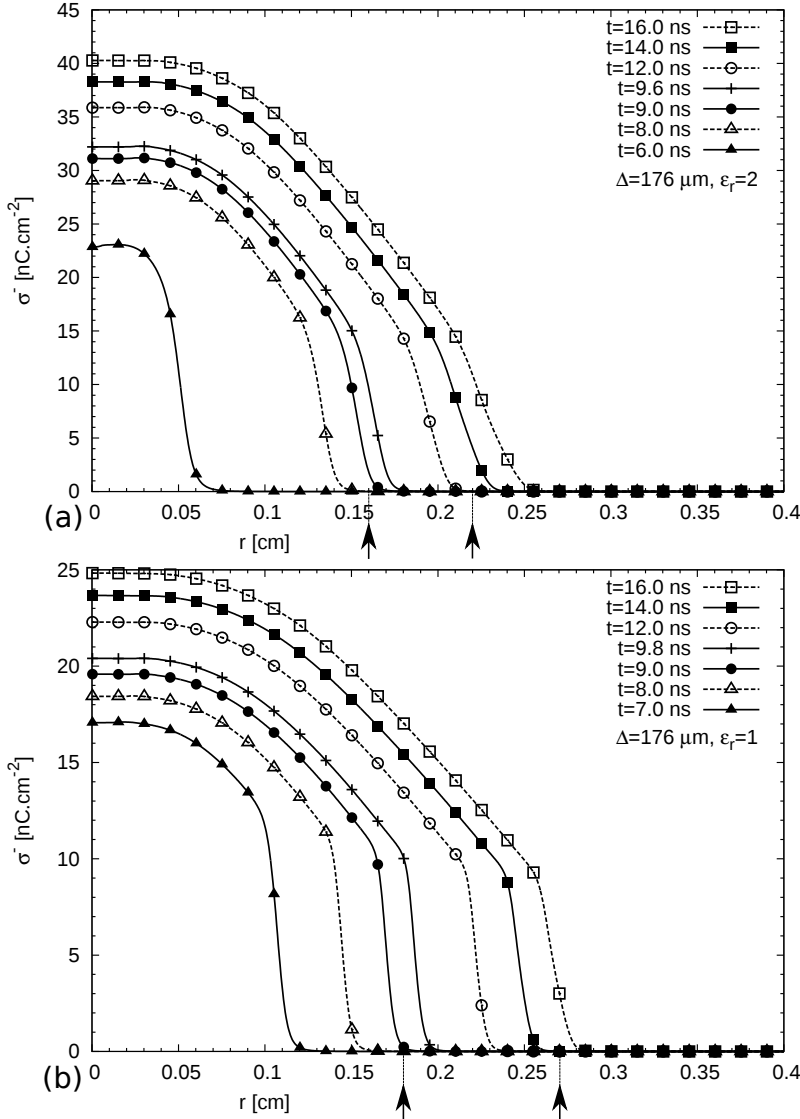 45
40
35
30
25
20
15
10
5
0
σ⁻ [nC.cm⁻²]
t=16.0 ns
t=14.0 ns
t=12.0 ns
t=9.6 ns
t=9.0 ns
t=8.0 ns
t=6.0 ns
Δ=176 μm, εᵣ=2
0 0.05 0.1 0.15 0.2 0.25 0.3 0.35 0.4
(a)
r [cm]
25
20
15
10
5
0
σ⁻ [nC.cm⁻²]
t=16.0 ns
t=14.0 ns
t=12.0 ns
t=9.8 ns
t=9.0 ns
t=8.0 ns
t=7.0 ns
Δ=176 μm, εᵣ=1
0 0.05 0.1 0.15 0.2 0.25 0.3 0.35 0.4
(b)
r [cm]